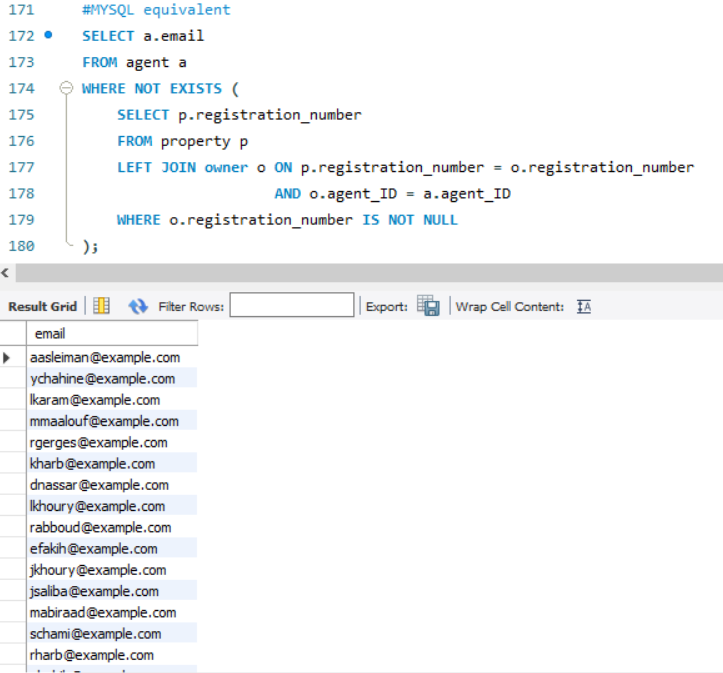 171 #MYSQL equivalent
172 SELECT a.email
173 FROM agent a
174 WHERE NOT EXISTS (
175 SELECT p.registration_number
176 FROM property p
177 LEFT JOIN owner o ON p.registration_number = o.registration_number
178 AND o.agent_ID = a.agent_ID
179 WHERE o.registration_number IS NOT NULL
180 );
Result Grid Filter Rows: Export: Wrap Cell Content: IA
email
aasleiman@example.com
ychahine@example.com
lkaram@example.com
mmaalouf@example.com
rgerges@example.com
kharb@example.com
dnassar@example.com
lkhoury@example.com
rabboud@example.com
efakih@example.com
jkhoury@example.com
jsaliba@example.com
mabiraad@example.com
schami@example.com
rharb@example.com